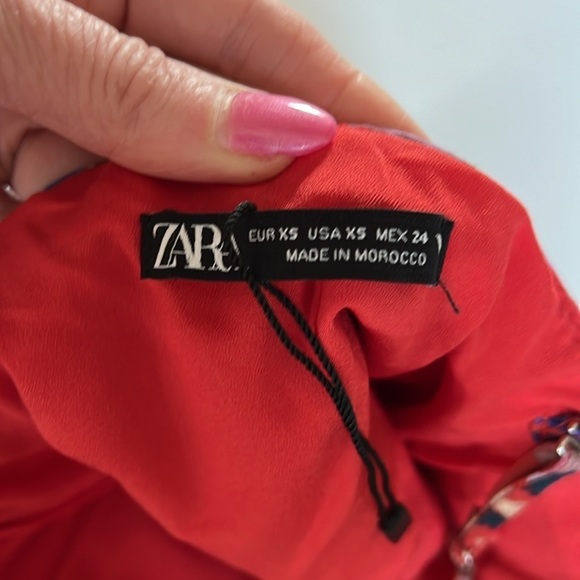 ZARA
EUR XS USA XS MEX 24
MADE IN MOROCCO